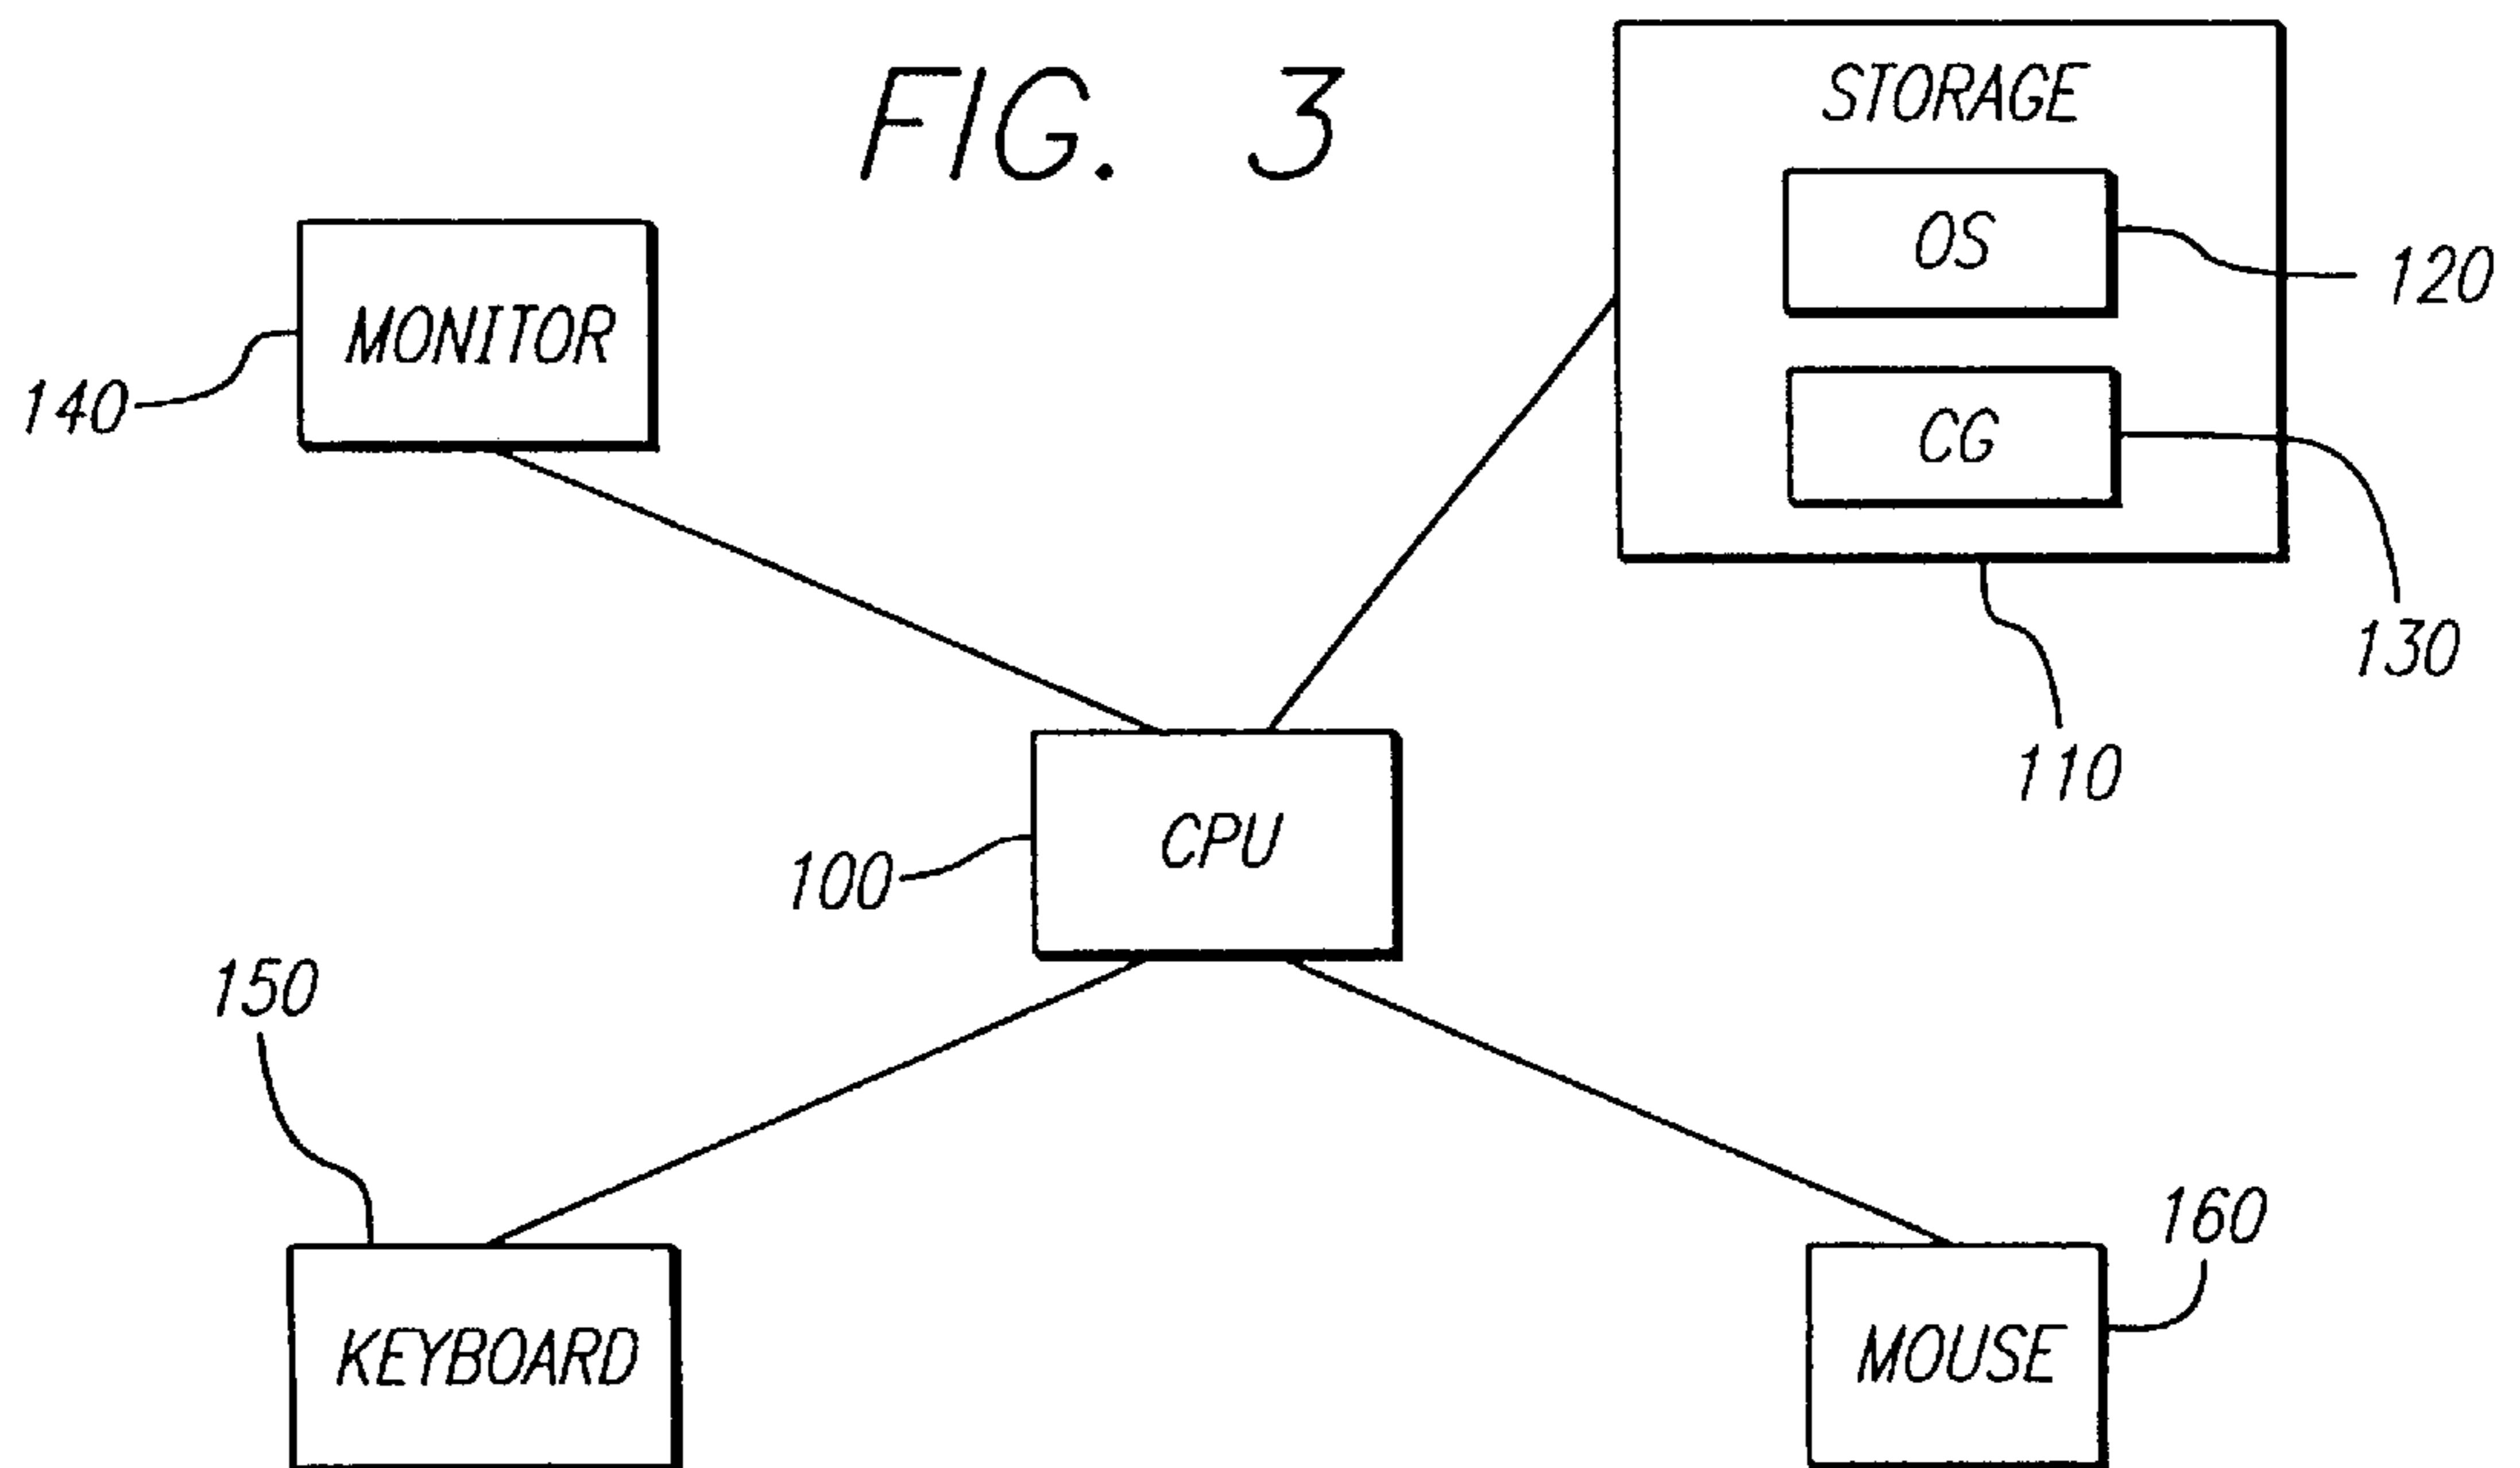 FIG. 3
STORAGE
OS
120
MONITOR
140
CG
130
110
CPU
100
150
160
KEYBOARD
MOUSE